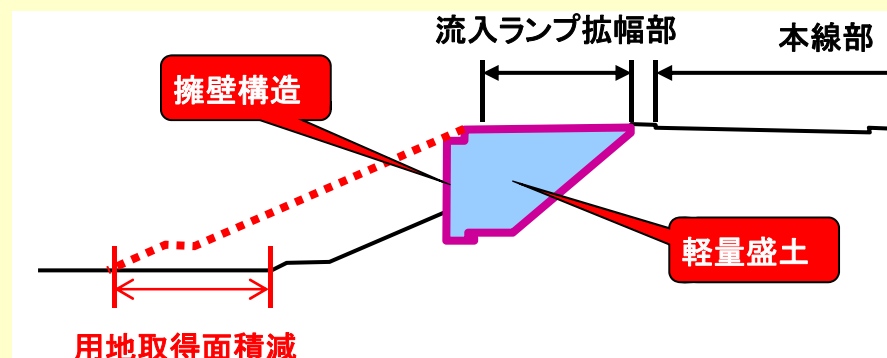 流入ランプ拡幅部
本線部
擁壁構造
軽量盛土
用地取得面積減